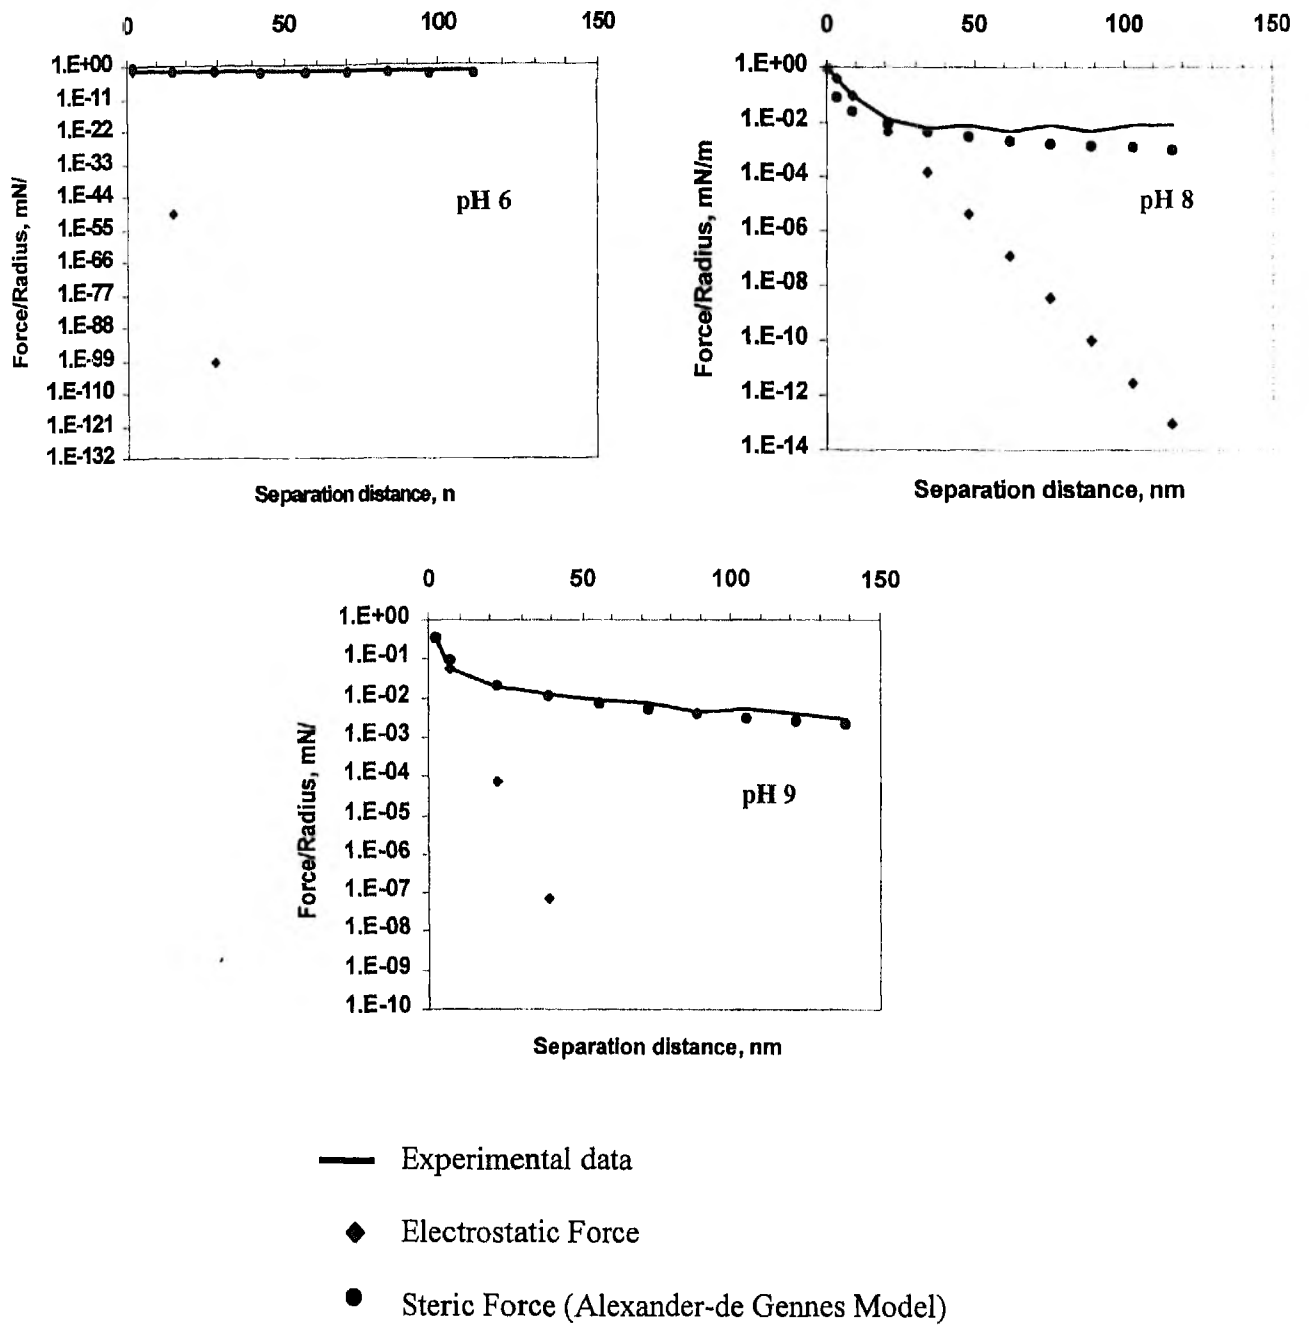 0 50 100 150
1.E+00
1.E-11
1.E-22
1.E-33
1.E-44
1.E-55
1.E-66
1.E-77
1.E-88
1.E-99
1.E-110
1.E-121
1.E-132
Force/Radius, mN/
pH 6
Separation distance, n
0 50 100 150
1.E+00
1.E-02
1.E-04
1.E-06
1.E-08
1.E-10
1.E-12
1.E-14
Force/Radius, mN/m
pH 8
Separation distance, nm
0 50 100 150
1.E+00
1.E-01
1.E-02
1.E-03
1.E-04
1.E-05
1.E-06
1.E-07
1.E-08
1.E-09
1.E-10
Force/Radius, mN/
pH 9
Separation distance, nm
Experimental data
Electrostatic Force
Steric Force (Alexander-de Gennes Model)